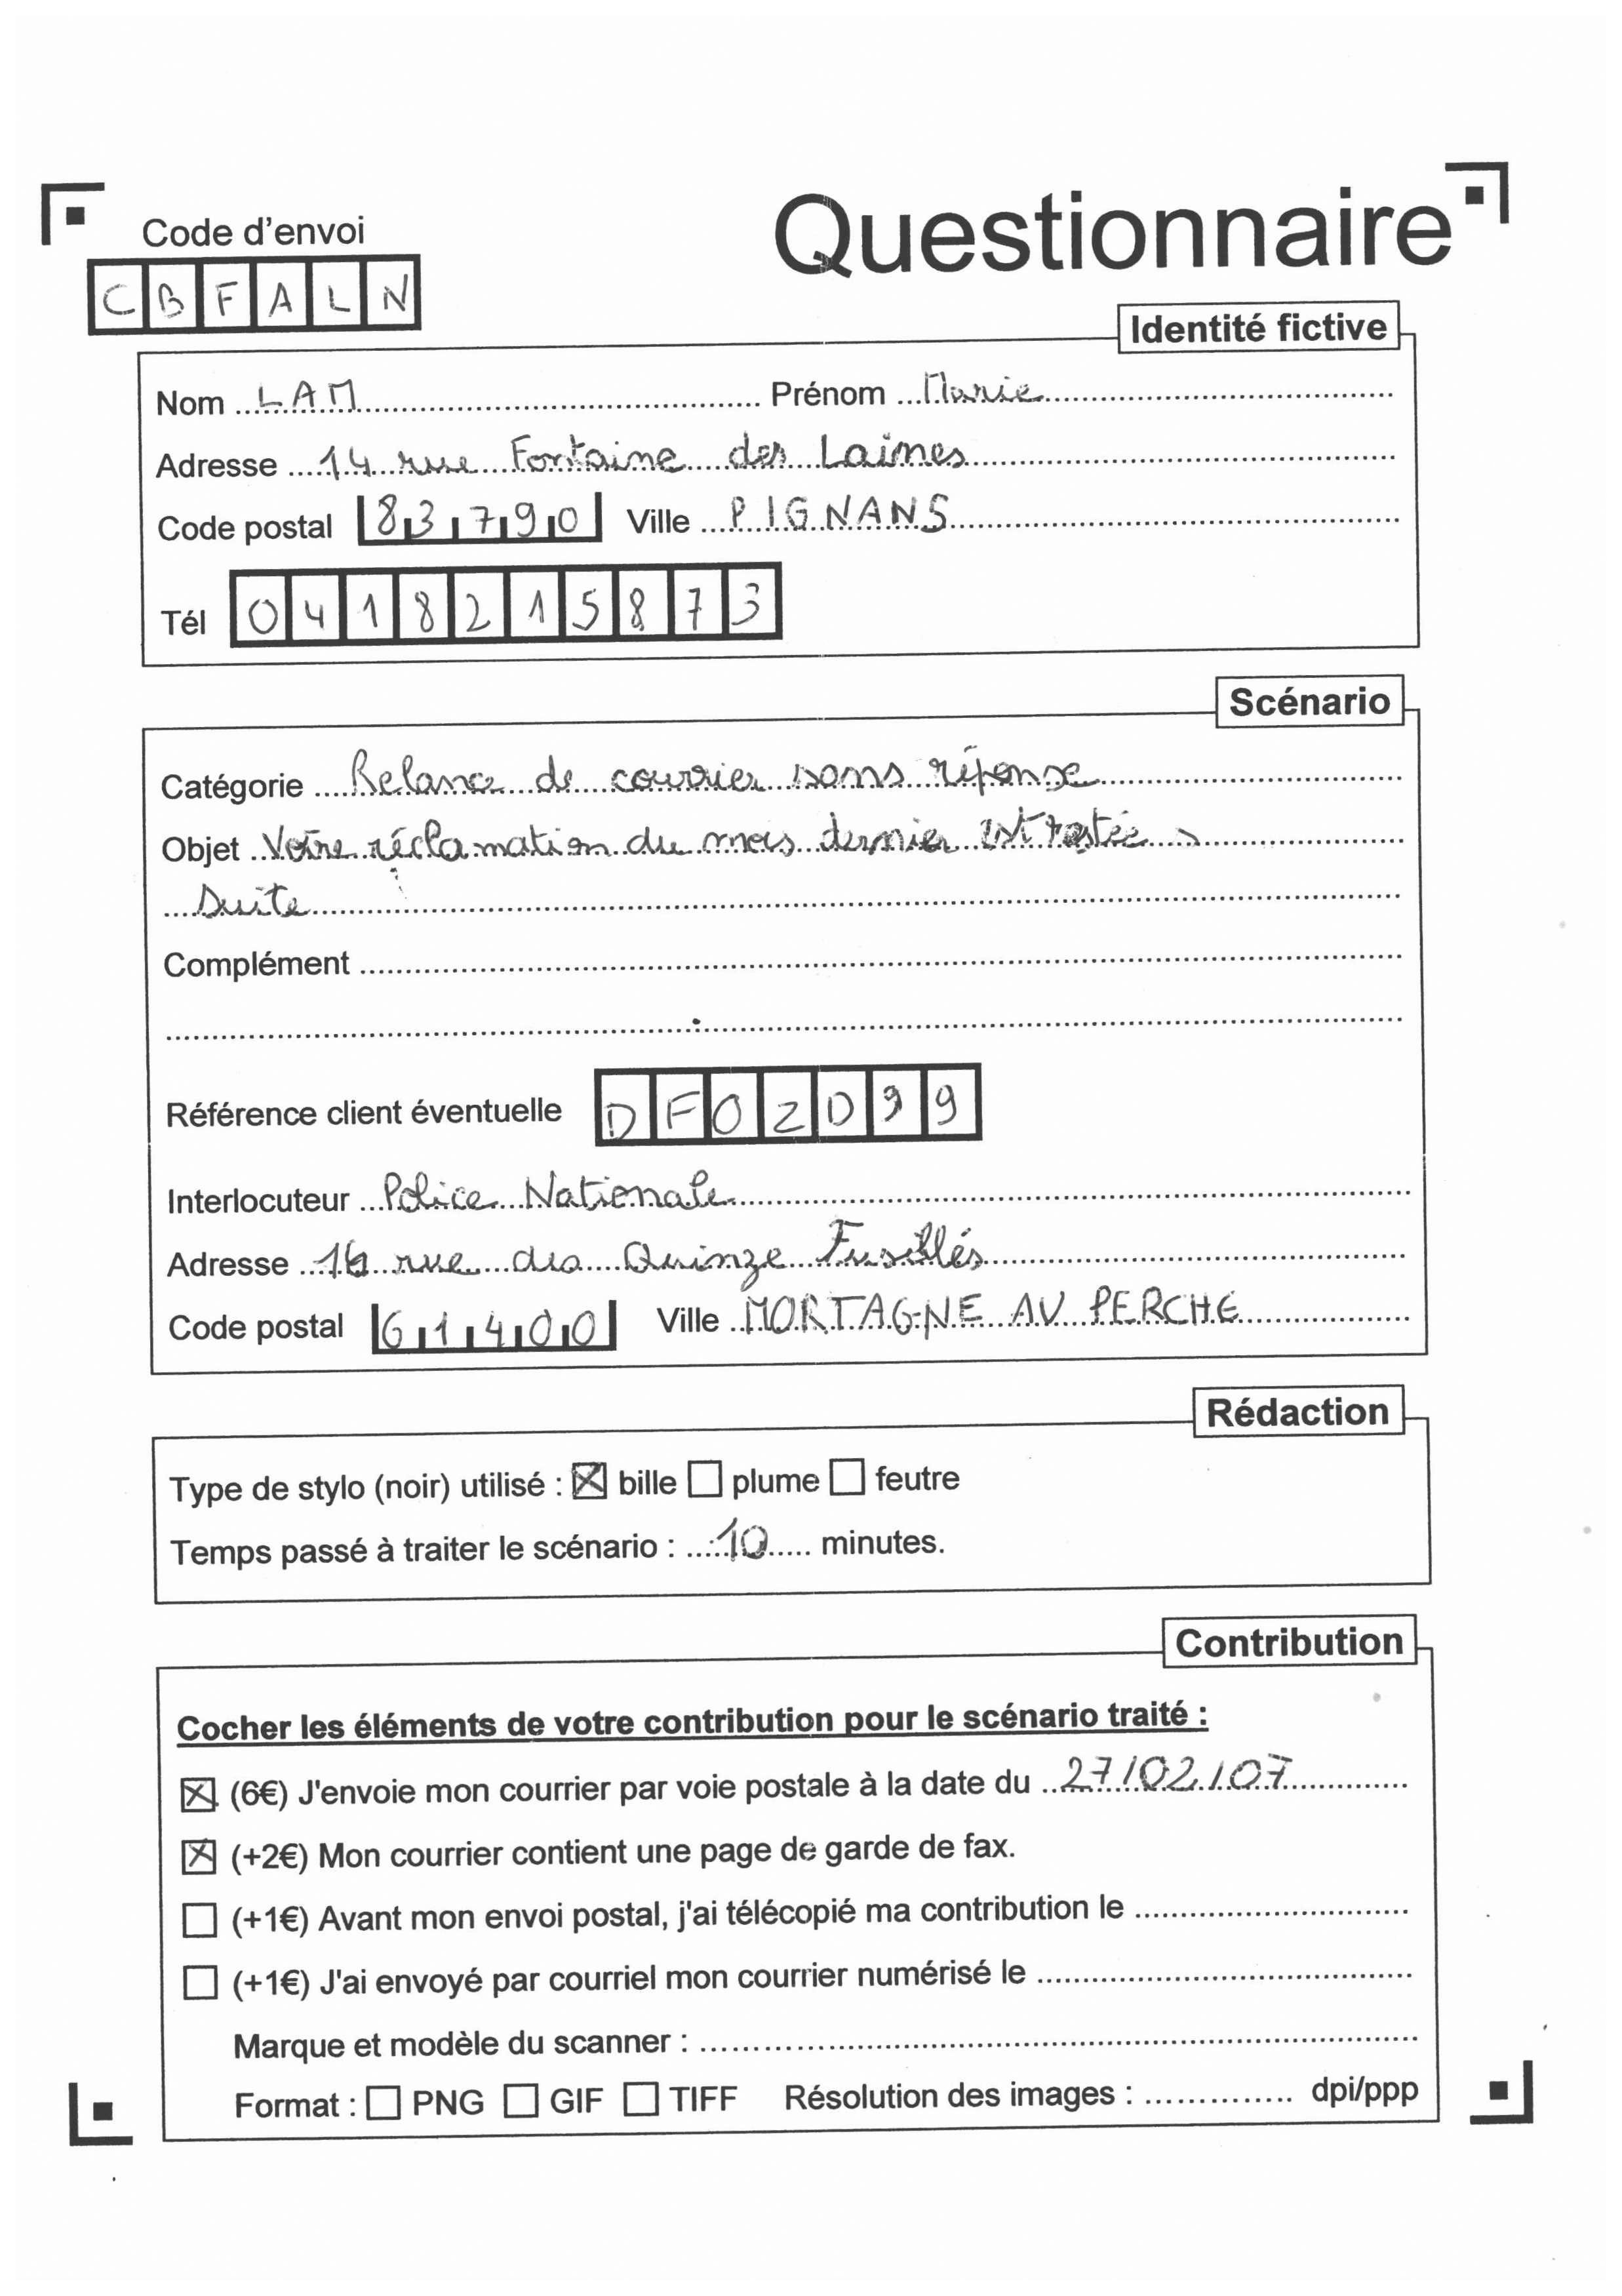 Questionnaire
Code d'envoi
CBFALN
Identité fictive
Nom LAM Prénom Marie
Adresse 14 rue Fontaine des Laimes
Code postal 83790 Ville PIGNANS
Tél 0418215873
Scénario
Catégorie Relance de courrier sans réponse
Objet Votre réclamation du mois dernier est restée s
Suite
Complément
Référence client éventuelle DFOZD99
Interlocuteur Police Nationale
Adresse 16 rue des Quinze Fusillés
Code postal 61400 Ville MORTAGNE AU PERCHE
Rédaction
Type de stylo (noir) utilisé : ☒ bille ☐ plume ☐ feutre
Temps passé à traiter le scénario : 10 minutes.
Contribution
Cocher les éléments de votre contribution pour le scénario traité :
☒ (6€) J'envoie mon courrier par voie postale à la date du 27/02/07
☒ (+2€) Mon courrier contient une page de garde de fax.
☐ (+1€) Avant mon envoi postal, j'ai télécopié ma contribution le
☐ (+1€) J'ai envoyé par courriel mon courrier numérisé le
Marque et modèle du scanner :
Format : ☐ PNG ☐ GIF ☐ TIFF Résolution des images : dpi/ppp